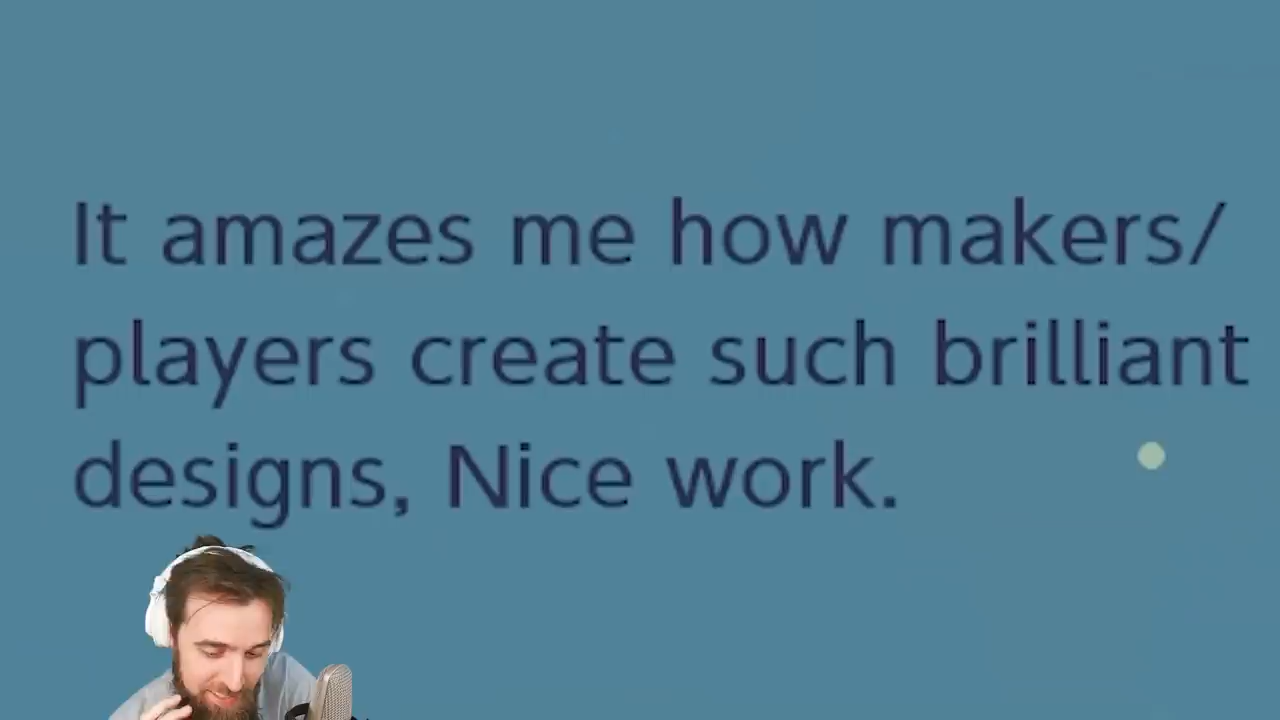 It amazes me how makers/
players create such brilliant
designs, Nice work.